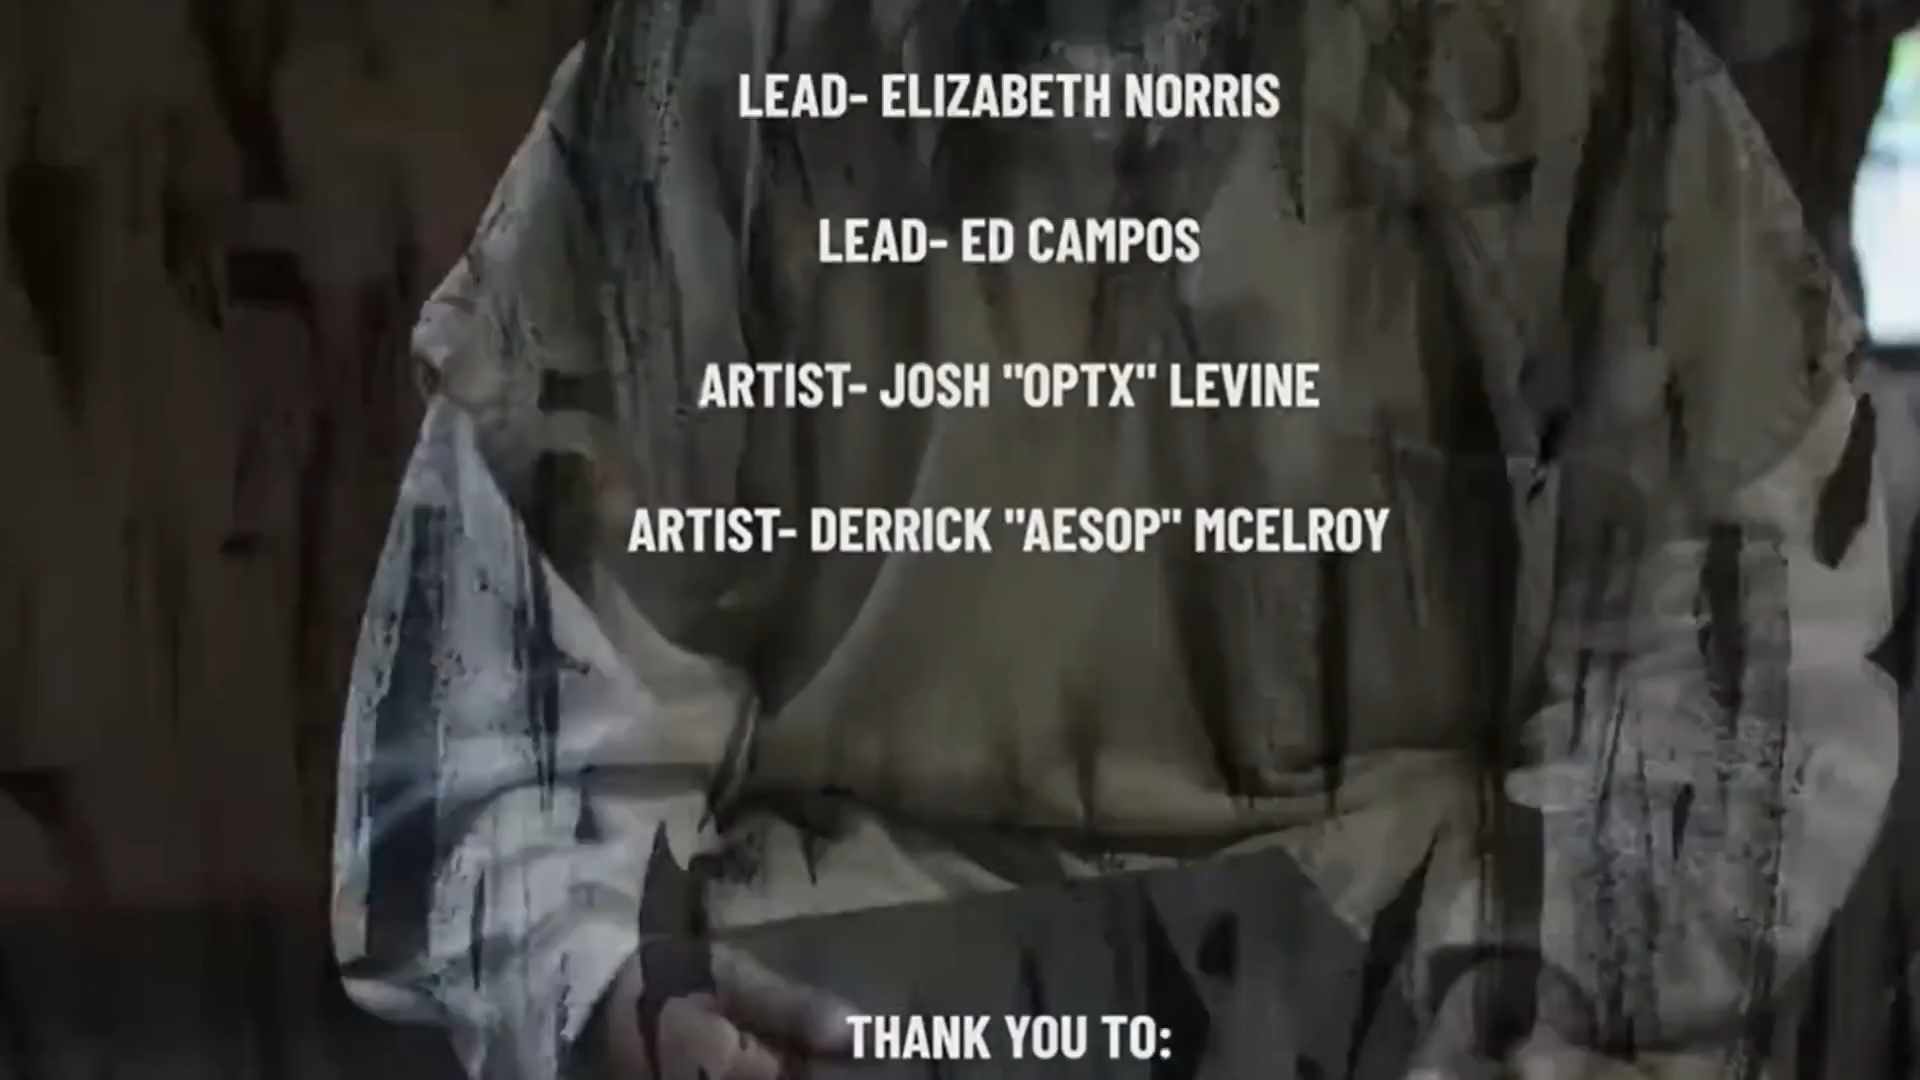 LEAD- ELIZABETH NORRIS
LEAD- ED CAMPOS
ARTIST- JOSH "OPTX" LEVINE
ARTIST- DERRICK "AESOP" MCELROY
THANK YOU TO: